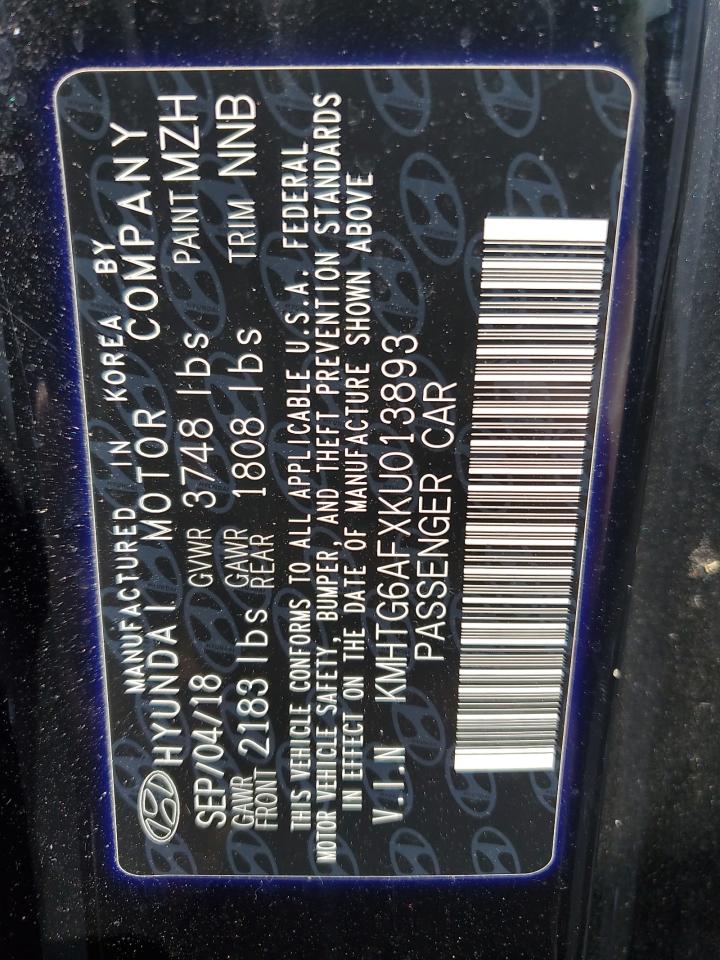 MANUFACTURED IN KOREA BY
HYUNDAI MOTOR COMPANY
SEP/04/18 GVWR 3748 lbs PAINT MZH
GAWR FRONT 2183 lbs GAWR REAR 1808 lbs TRIM NNB
THIS VEHICLE CONFORMS TO ALL APPLICABLE U.S.A. FEDERAL
MOTOR VEHICLE SAFETY, BUMPER, AND THEFT PREVENTION STANDARDS
IN EFFECT ON THE DATE OF MANUFACTURE SHOWN ABOVE
V.I.N KMHTG6AFXKU013893
PASSENGER CAR